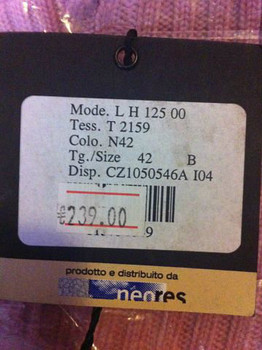 Mode. L H 125 00
Tess. T 2159
Colo. N42
Tg./Size 42 B
Disp. CZ1050546A I04
239.00
prodotto e distribuito da
neores